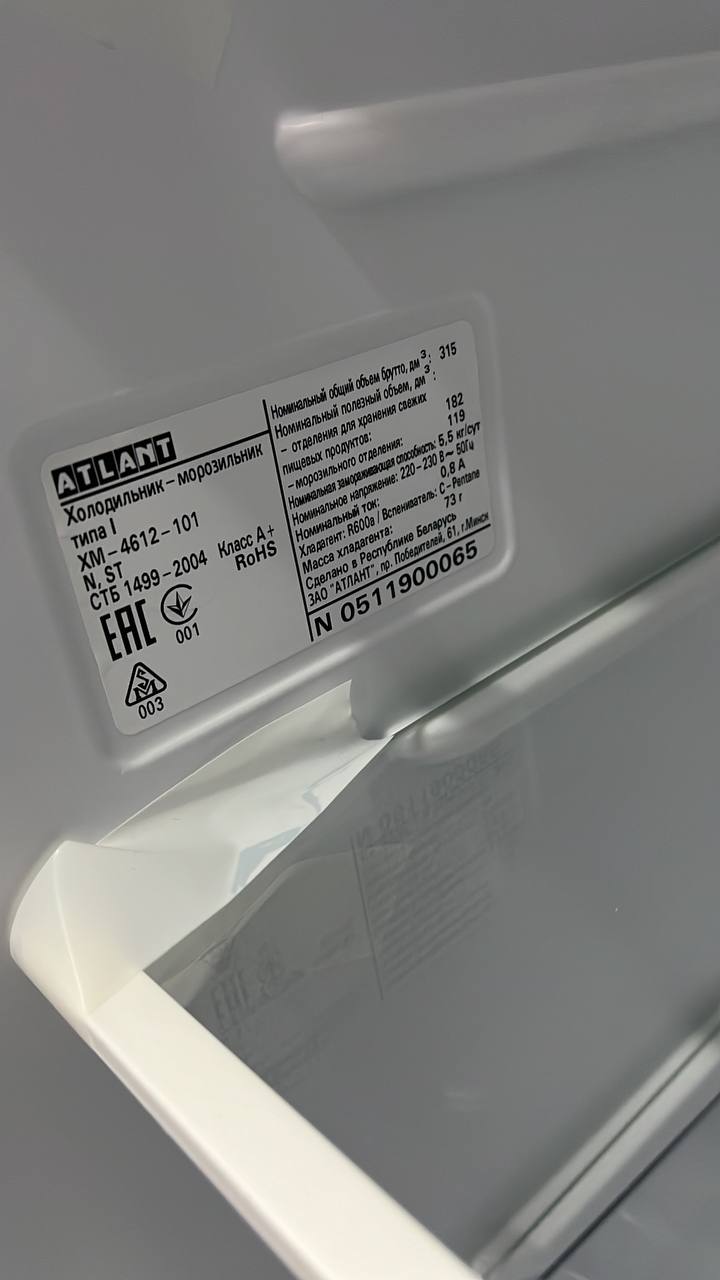 ATLANT
Холодильник – морозильник
типа I
ХМ – 4612 – 101
N, ST
СТБ 1499 – 2004 Класс А+
RoHS
EAC
001
003
Номинальный общий объем брутто, дм³: 315
Номинальный полезный объем, дм³:
– отделения для хранения свежих
пищевых продуктов: 182
– морозильного отделения: 119
Номинальная замораживающая способность: 5,5 кг/сут
Номинальное напряжение: 220 – 230 В ~ 50Гц
Номинальный ток: 0,8 А
Хладагент: R600a / Вспениватель: C – Pentane
Масса хладагента: 73 г
Сделано в Республике Беларусь
ЗАО "АТЛАНТ", пр. Победителей, 61, г.Минск
N 0511900065